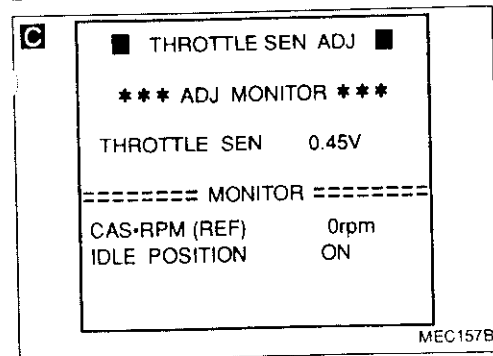 C
■ THROTTLE SEN ADJ ■
*** ADJ MONITOR ***
THROTTLE SEN 0.45V
======== MONITOR ========
CAS•RPM (REF) 0rpm
IDLE POSITION ON
MEC157B